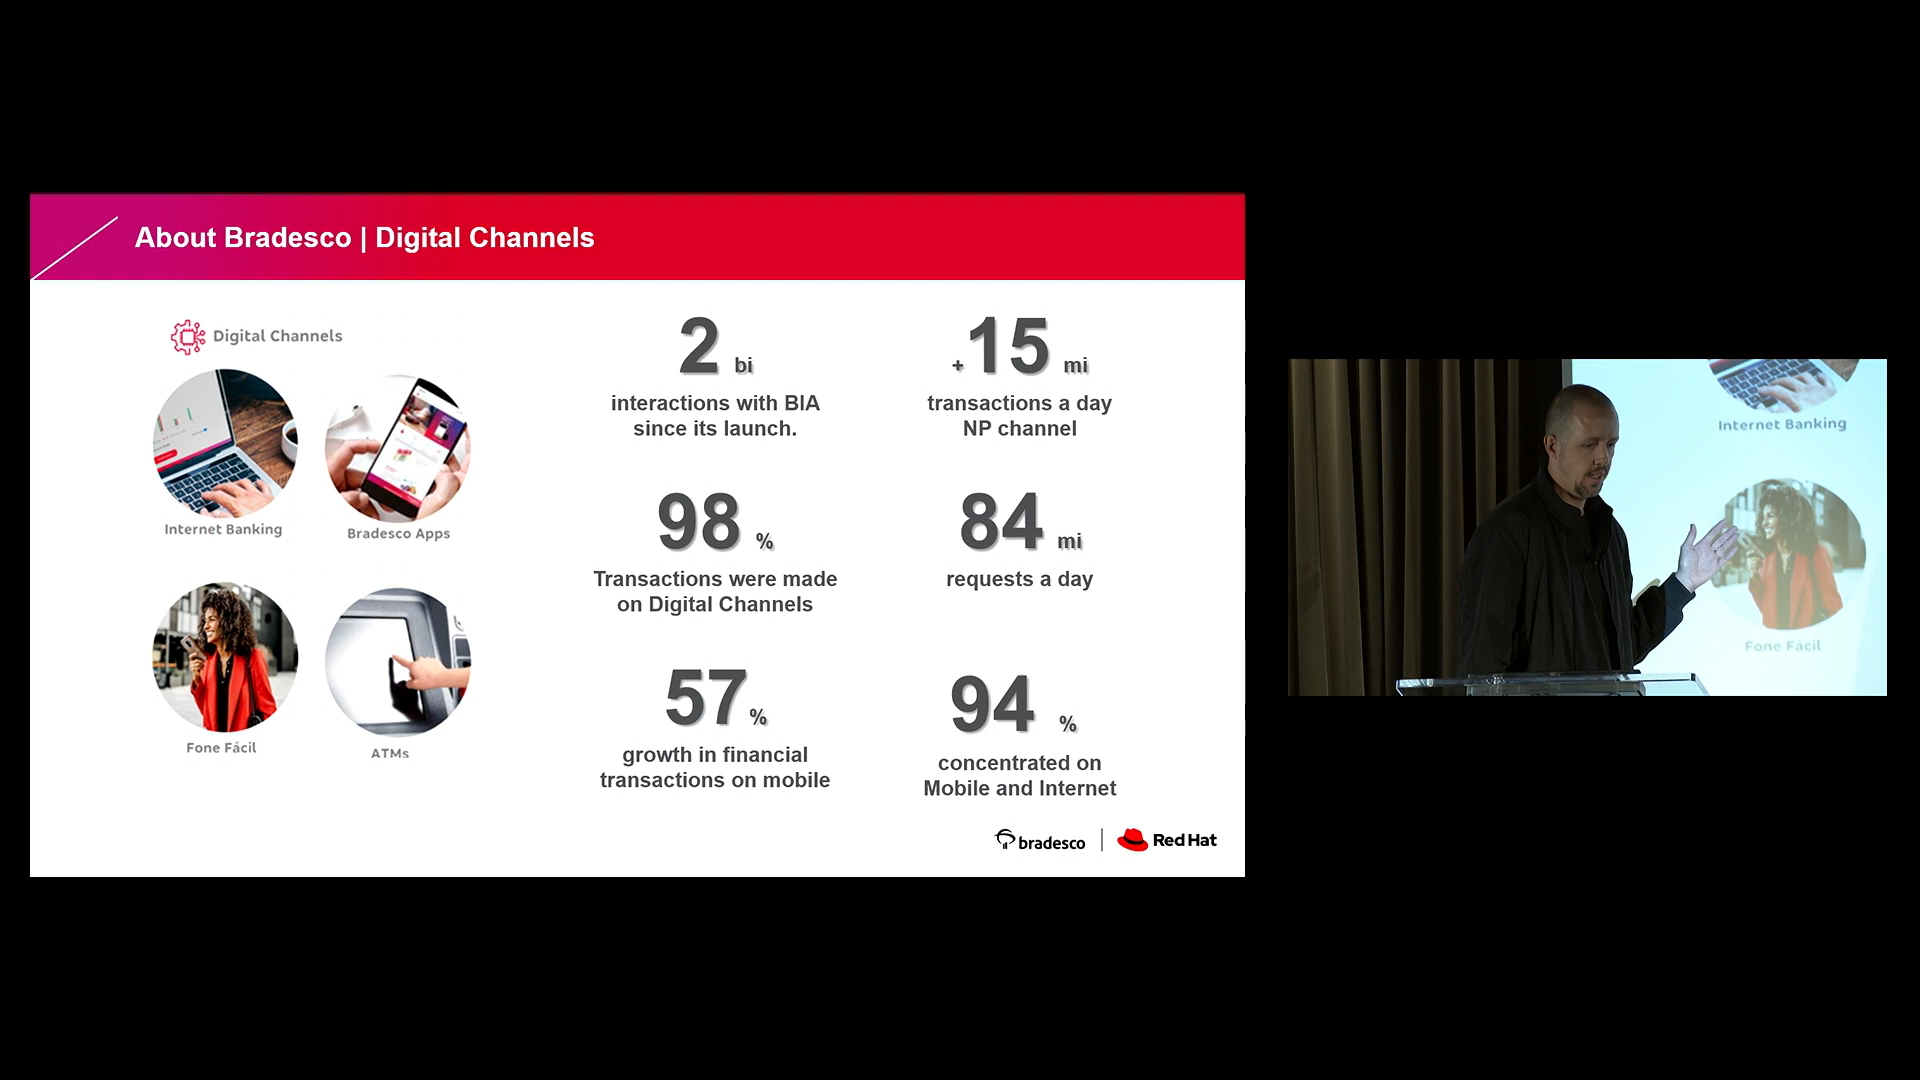 About Bradesco | Digital Channels
Digital Channels
Internet Banking
Bradesco Apps
Fone Fácil
ATMs
2 bi
interactions with BIA
since its launch.
+ 15 mi
transactions a day
NP channel
98 %
Transactions were made
on Digital Channels
84 mi
requests a day
57 %
growth in financial
transactions on mobile
94 %
concentrated on
Mobile and Internet
bradesco
Red Hat
Internet Banking
Fone Fácil